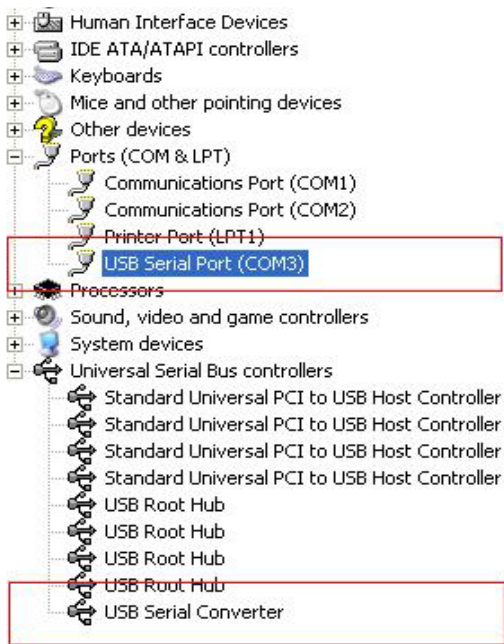 Human Interface Devices
IDE ATA/ATAPI controllers
Keyboards
Mice and other pointing devices
Other devices
Ports (COM & LPT)
Communications Port (COM1)
Communications Port (COM2)
Printer Port (LPT1)
USB Serial Port (COM3)
Processors
Sound, video and game controllers
System devices
Universal Serial Bus controllers
Standard Universal PCI to USB Host Controller
Standard Universal PCI to USB Host Controller
Standard Universal PCI to USB Host Controller
Standard Universal PCI to USB Host Controller
USB Root Hub
USB Root Hub
USB Root Hub
USB Root Hub
USB Serial Converter